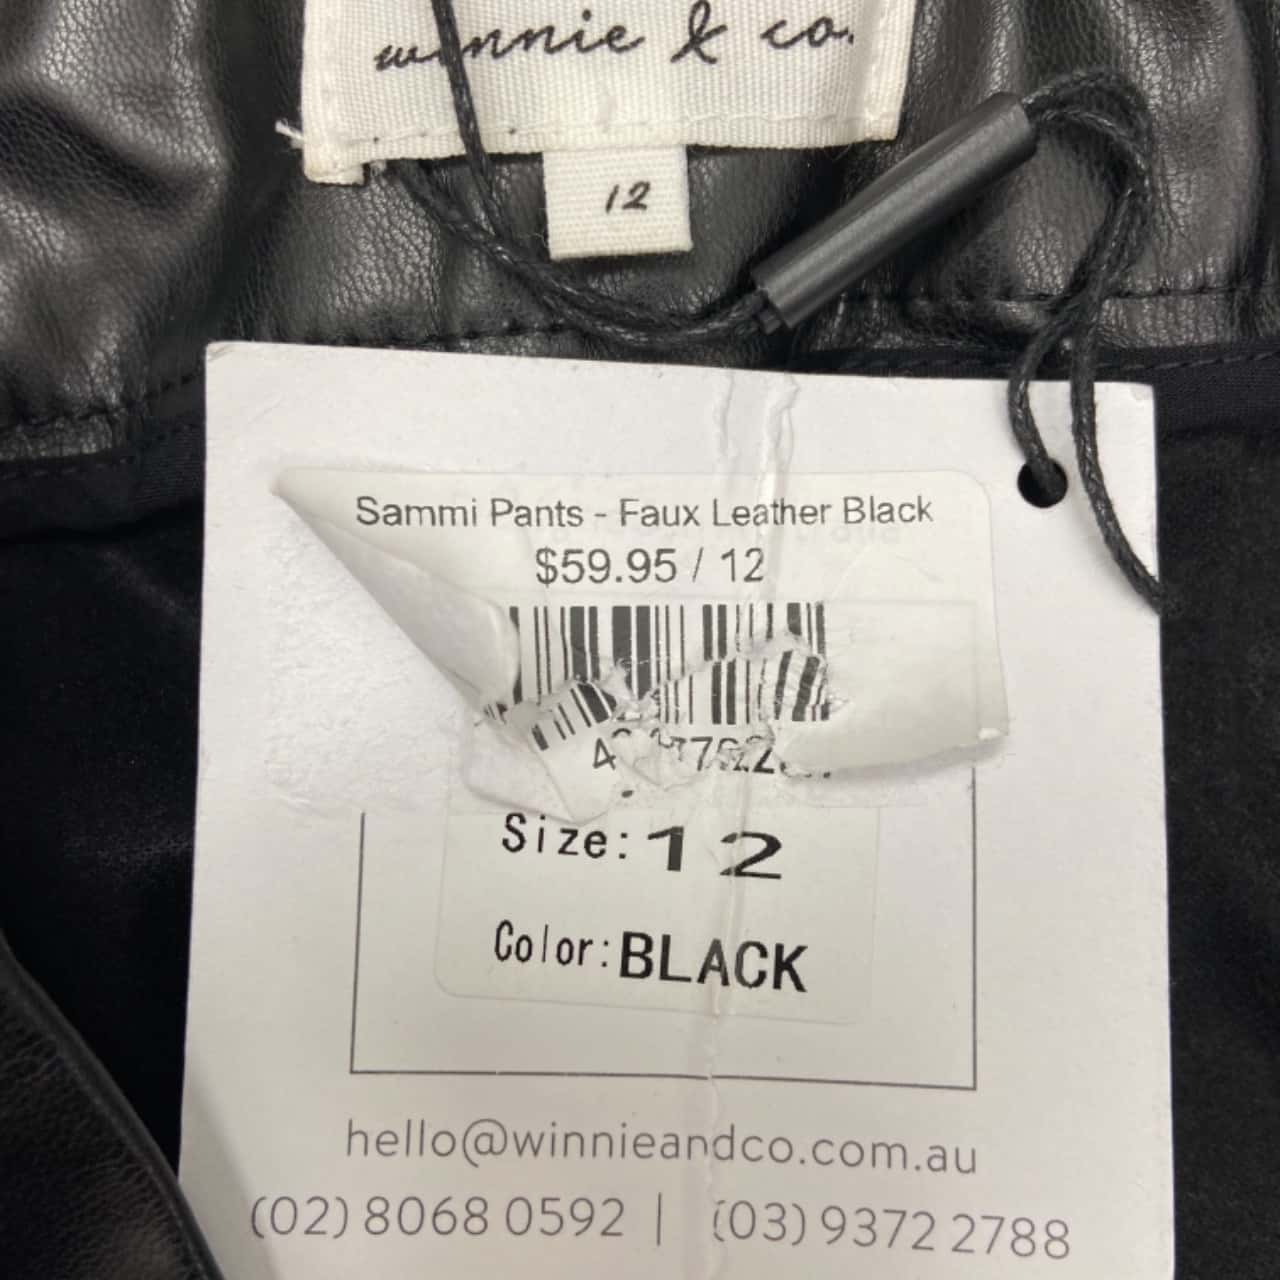 winnie & co.
12
Sammi Pants - Faux Leather Black
$59.95 / 12
Size: 12
Color: BLACK
hello@winnieandco.com.au
(02) 8068 0592 | (03) 9372 2788